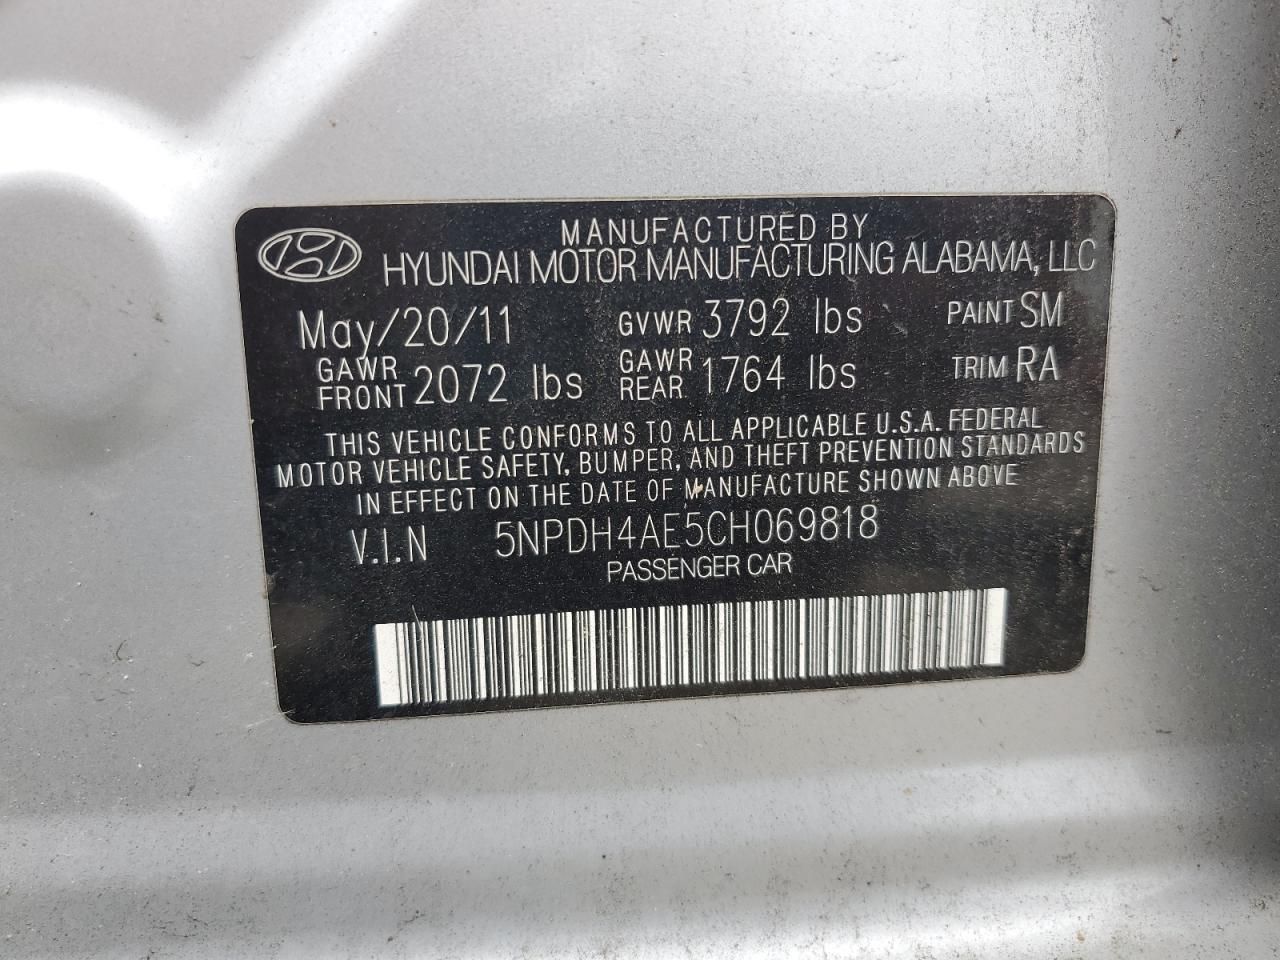 MANUFACTURED BY
HYUNDAI MOTOR MANUFACTURING ALABAMA, LLC
May/20/11 GVWR 3792 lbs PAINT SM
GAWR FRONT 2072 lbs GAWR REAR 1764 lbs TRIM RA
THIS VEHICLE CONFORMS TO ALL APPLICABLE U.S.A. FEDERAL
MOTOR VEHICLE SAFETY, BUMPER, AND THEFT PREVENTION STANDARDS
IN EFFECT ON THE DATE OF MANUFACTURE SHOWN ABOVE
V.I.N 5NPDH4AE5CH069818
PASSENGER CAR